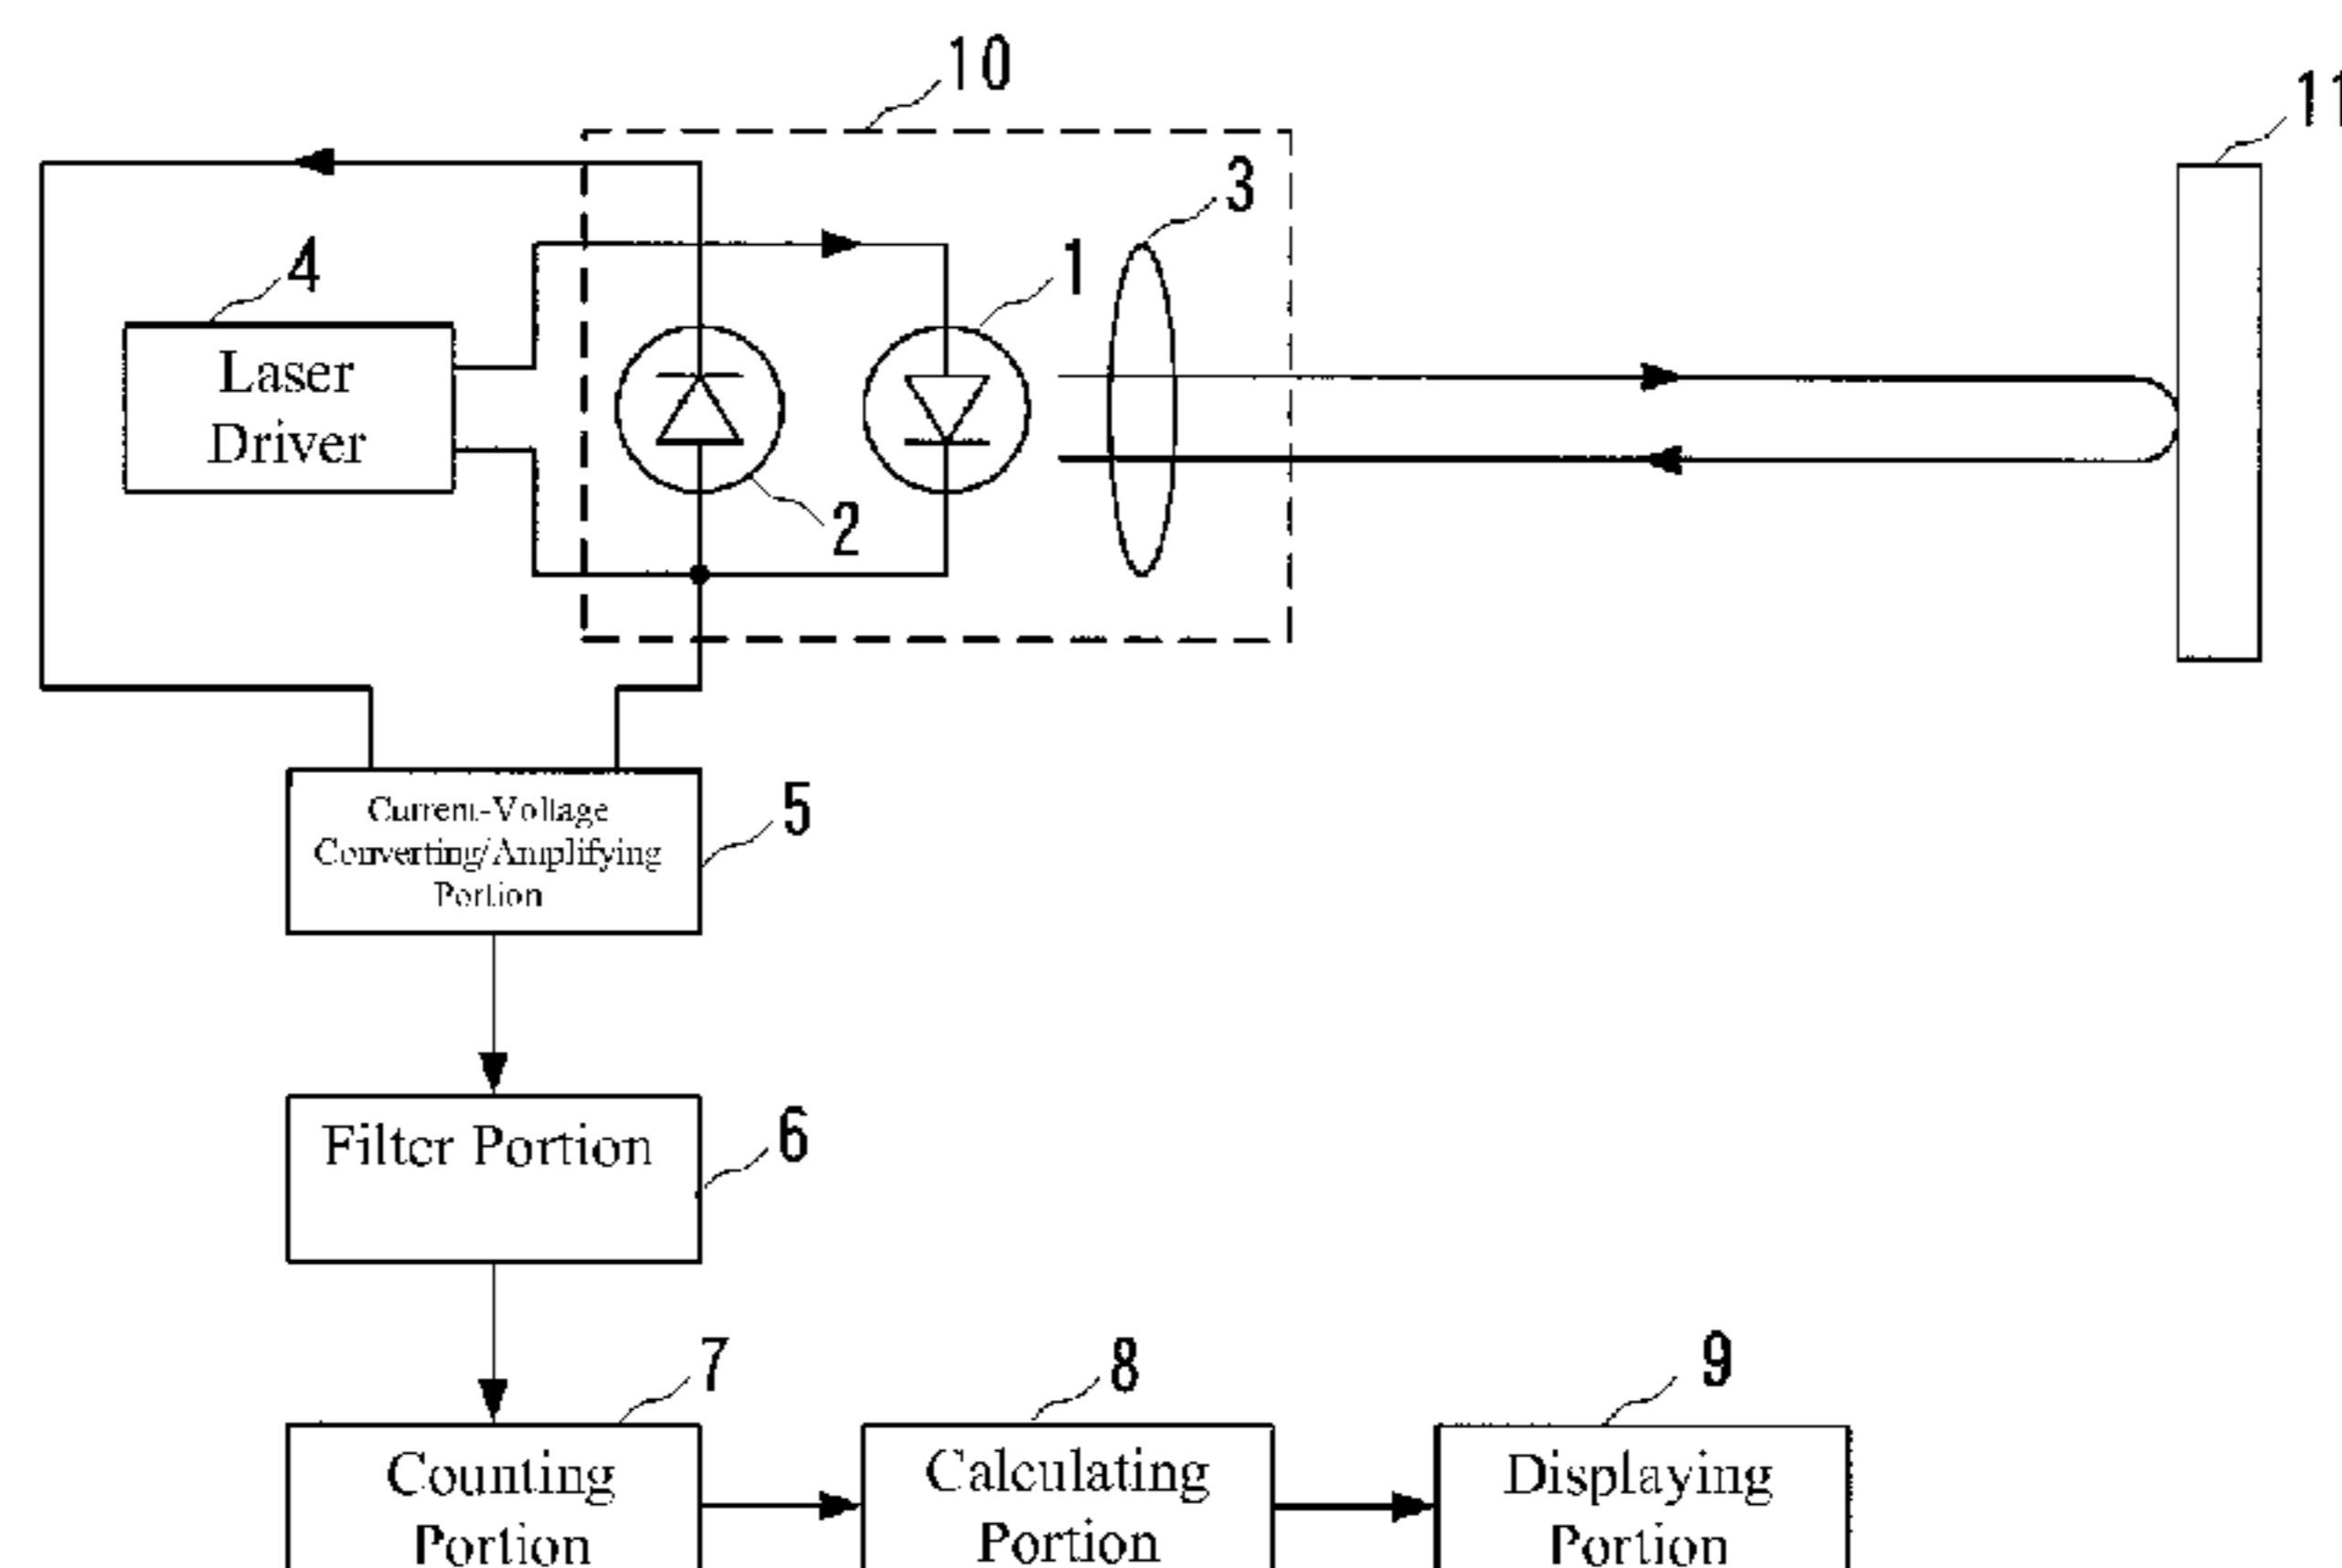 10
11
3
4
1
Laser
Driver
2
Current-Voltage
Converting/Amplifying
Portion
5
Filter Portion
6
7
8
9
Counting
Portion
Calculating
Portion
Displaying
Portion